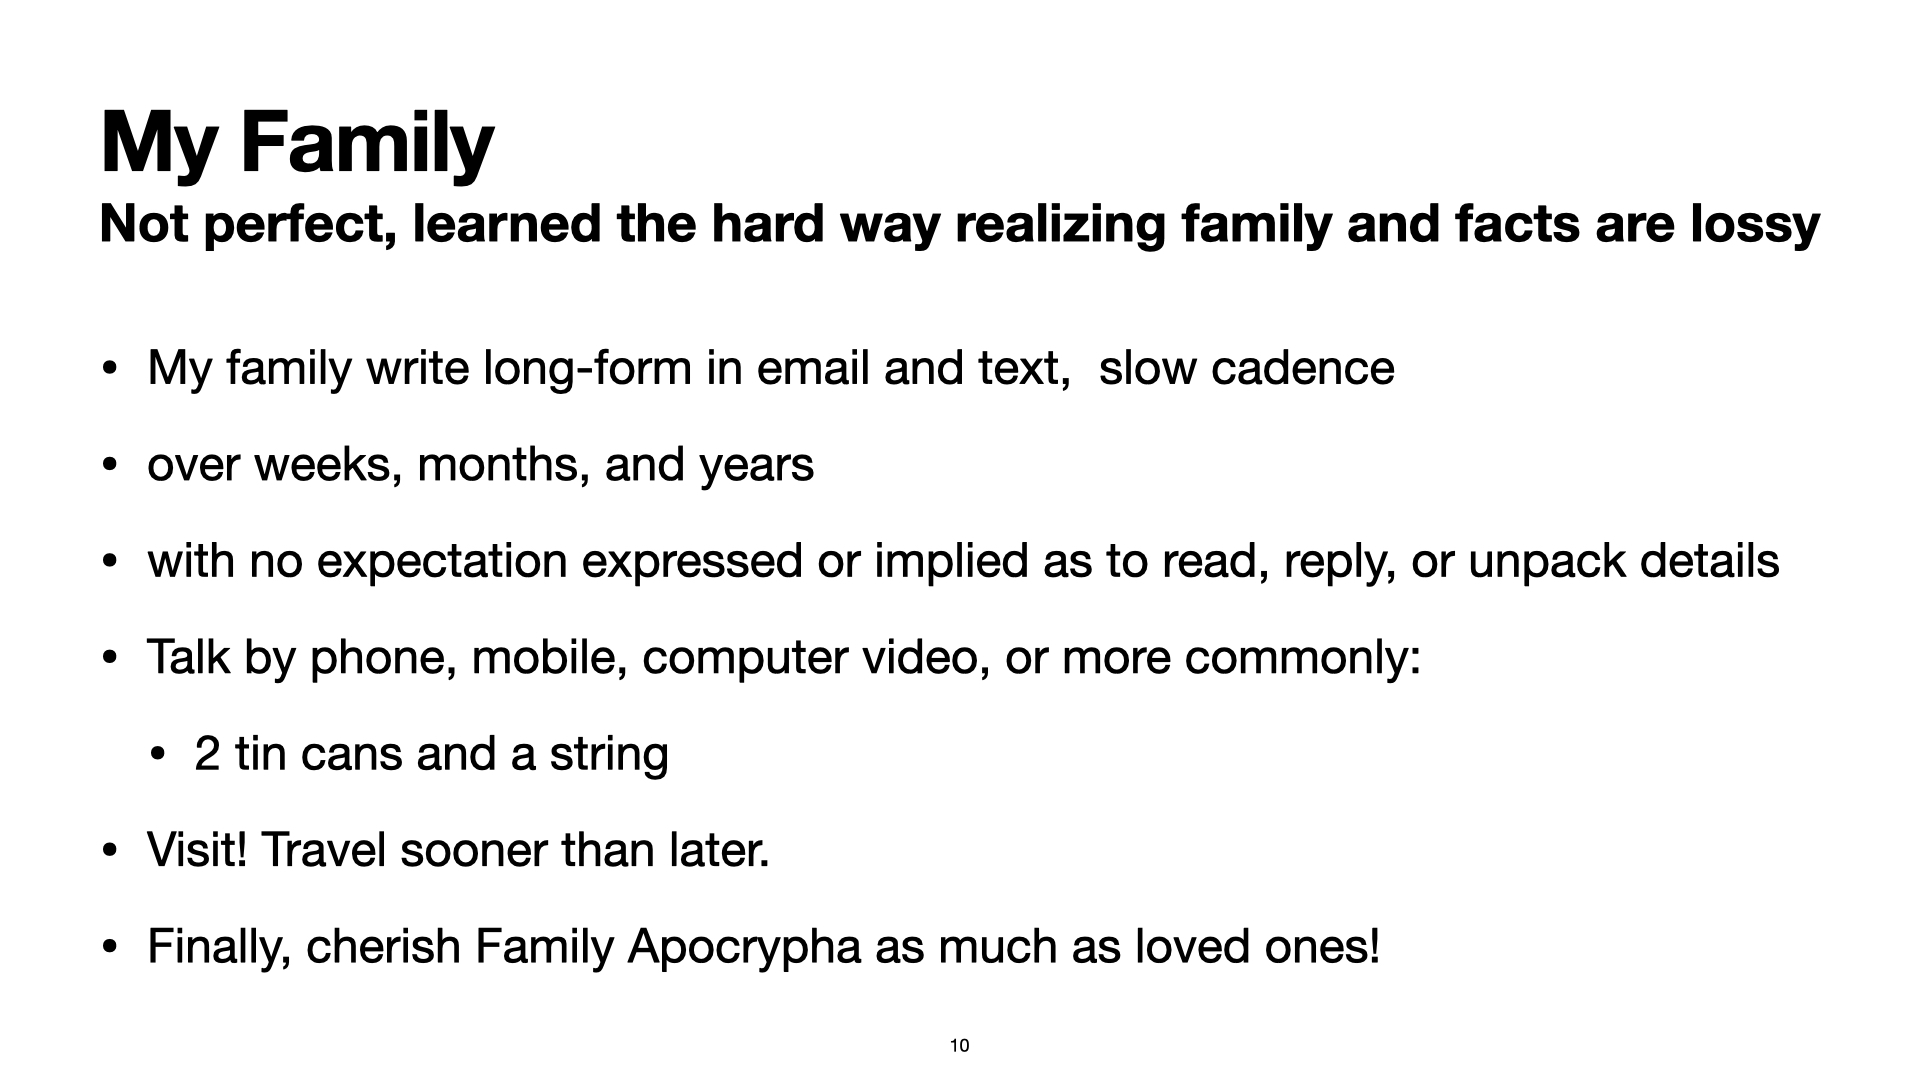 My Family
Not perfect, learned the hard way realizing family and facts are lossy
• My family write long-form in email and text,  slow cadence
• over weeks, months, and years
• with no expectation expressed or implied as to read, reply, or unpack details
• Talk by phone, mobile, computer video, or more commonly:
• 2 tin cans and a string
• Visit! Travel sooner than later.
• Finally, cherish Family Apocrypha as much as loved ones!
10